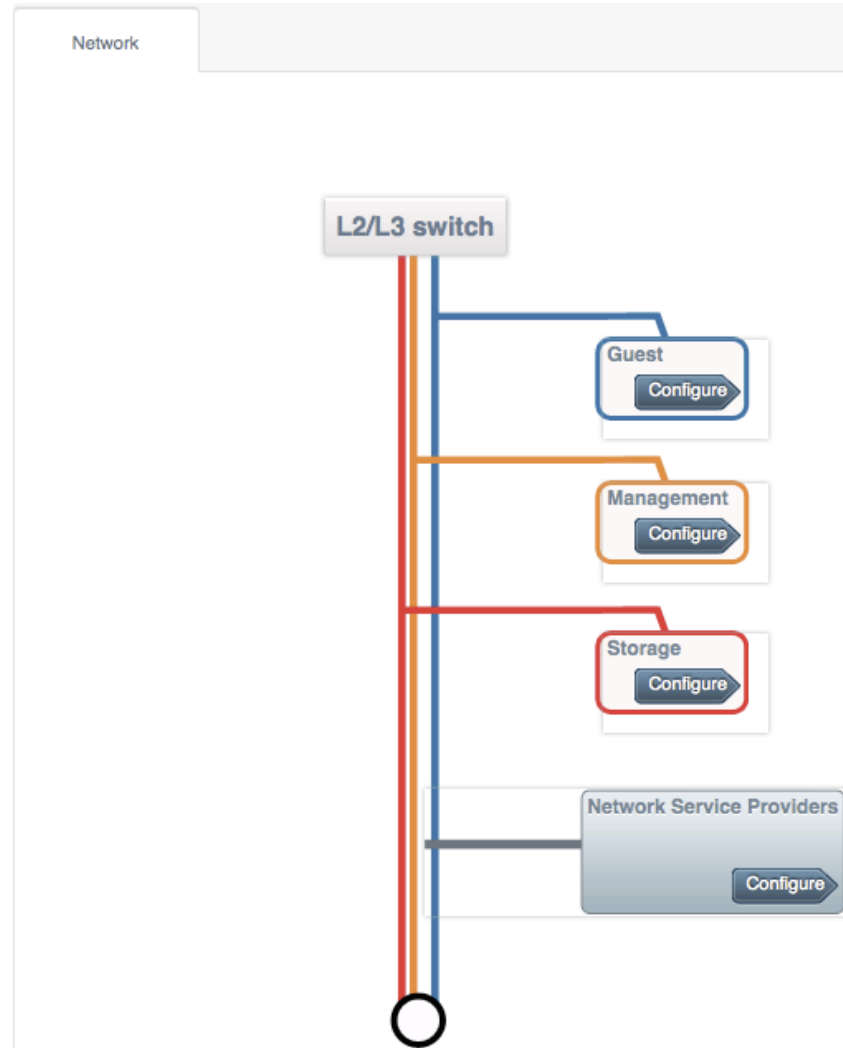 Network
L2/L3 switch
Guest
Configure
Management
Configure
Storage
Configure
Network Service Providers
Configure